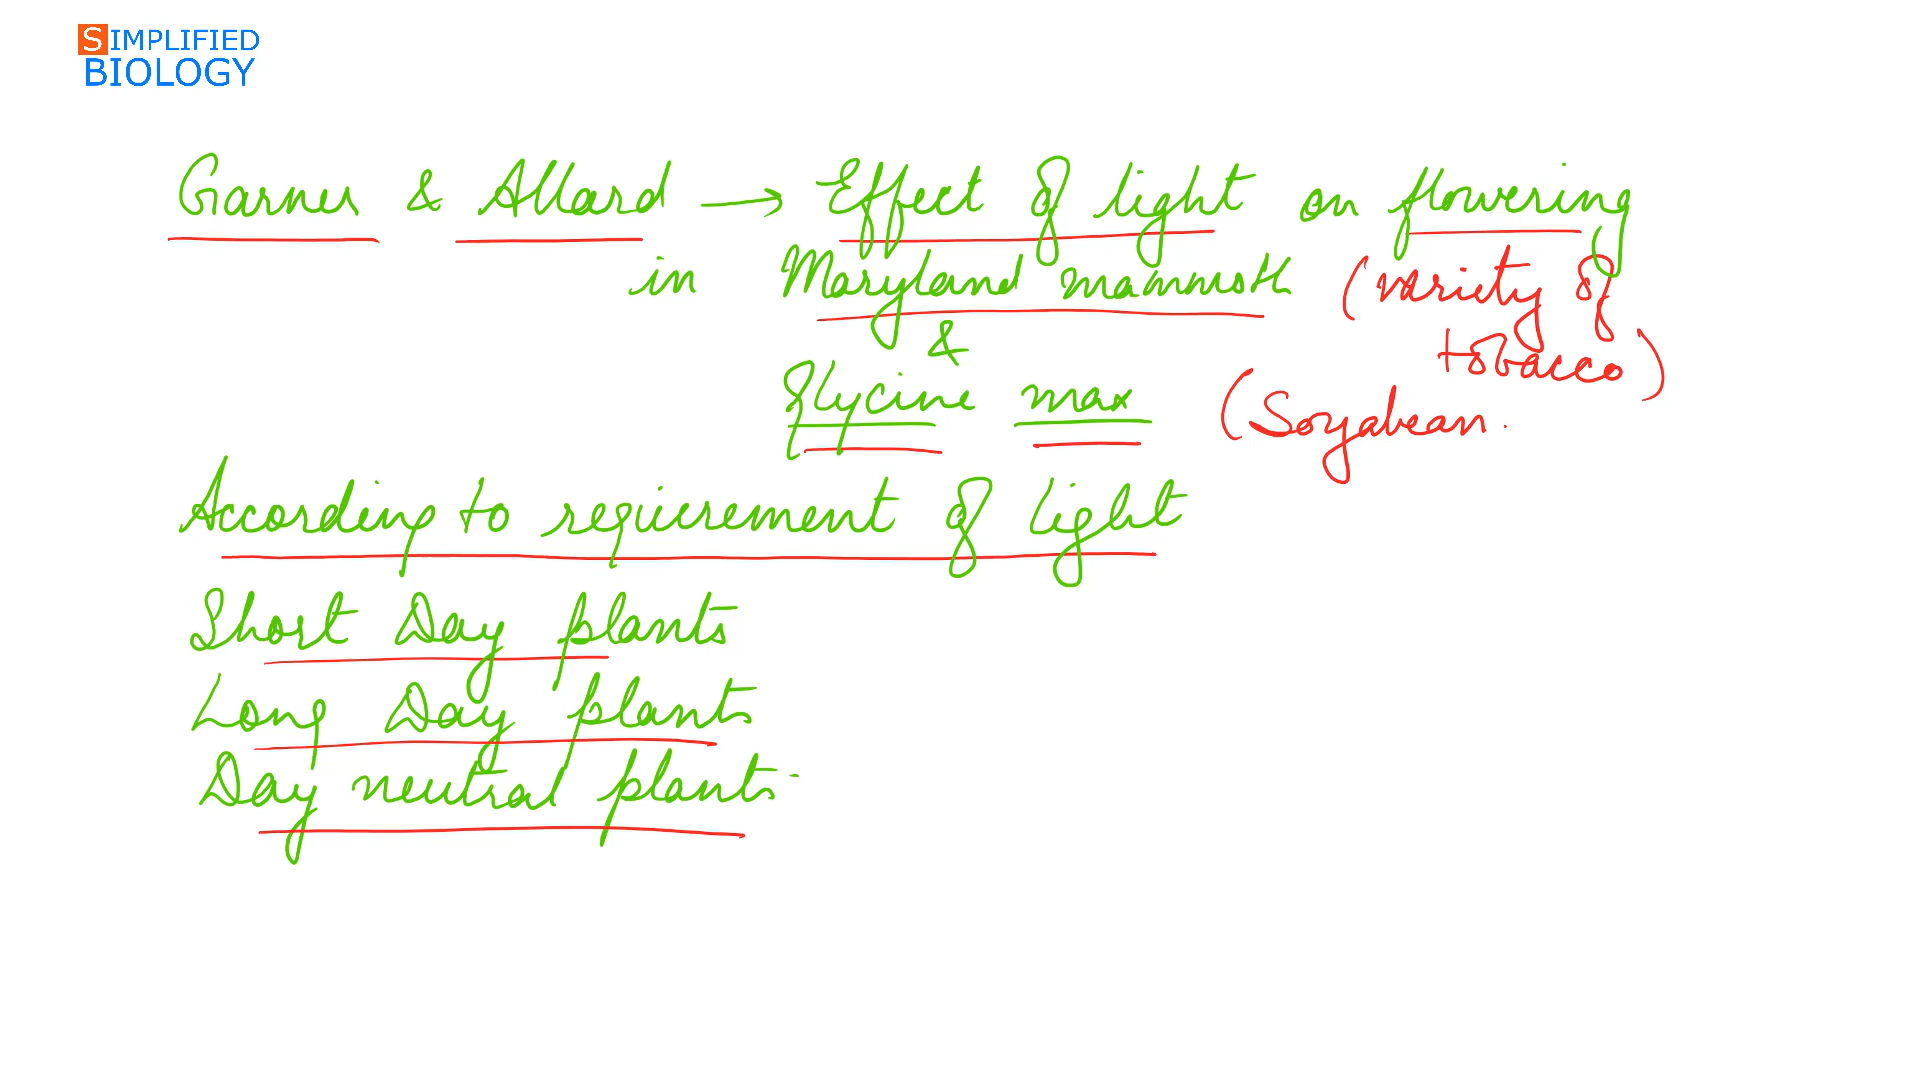 SIMPLIFIED
BIOLOGY
Garner & Allard → Effect of light on flowering
in Maryland mammoth (variety of
tobacco)
&
Glycine max (Soyabean.
According to requirement of light
Short Day plants
Long Day plants
Day neutral plants